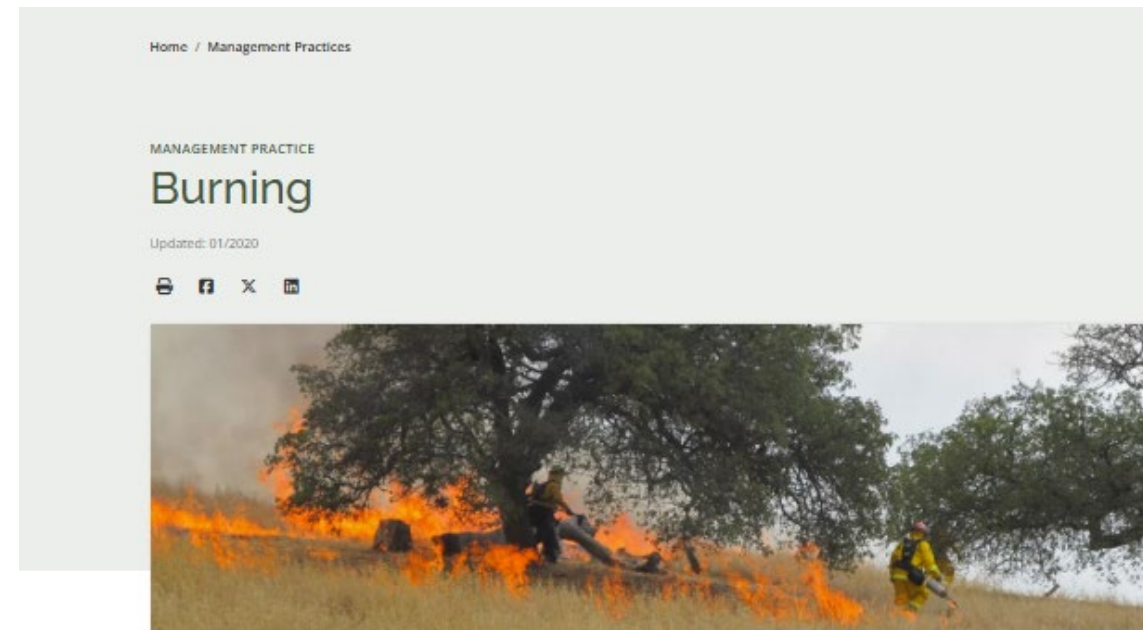 Home / Management Practices
MANAGEMENT PRACTICE
Burning
Updated: 01/2020